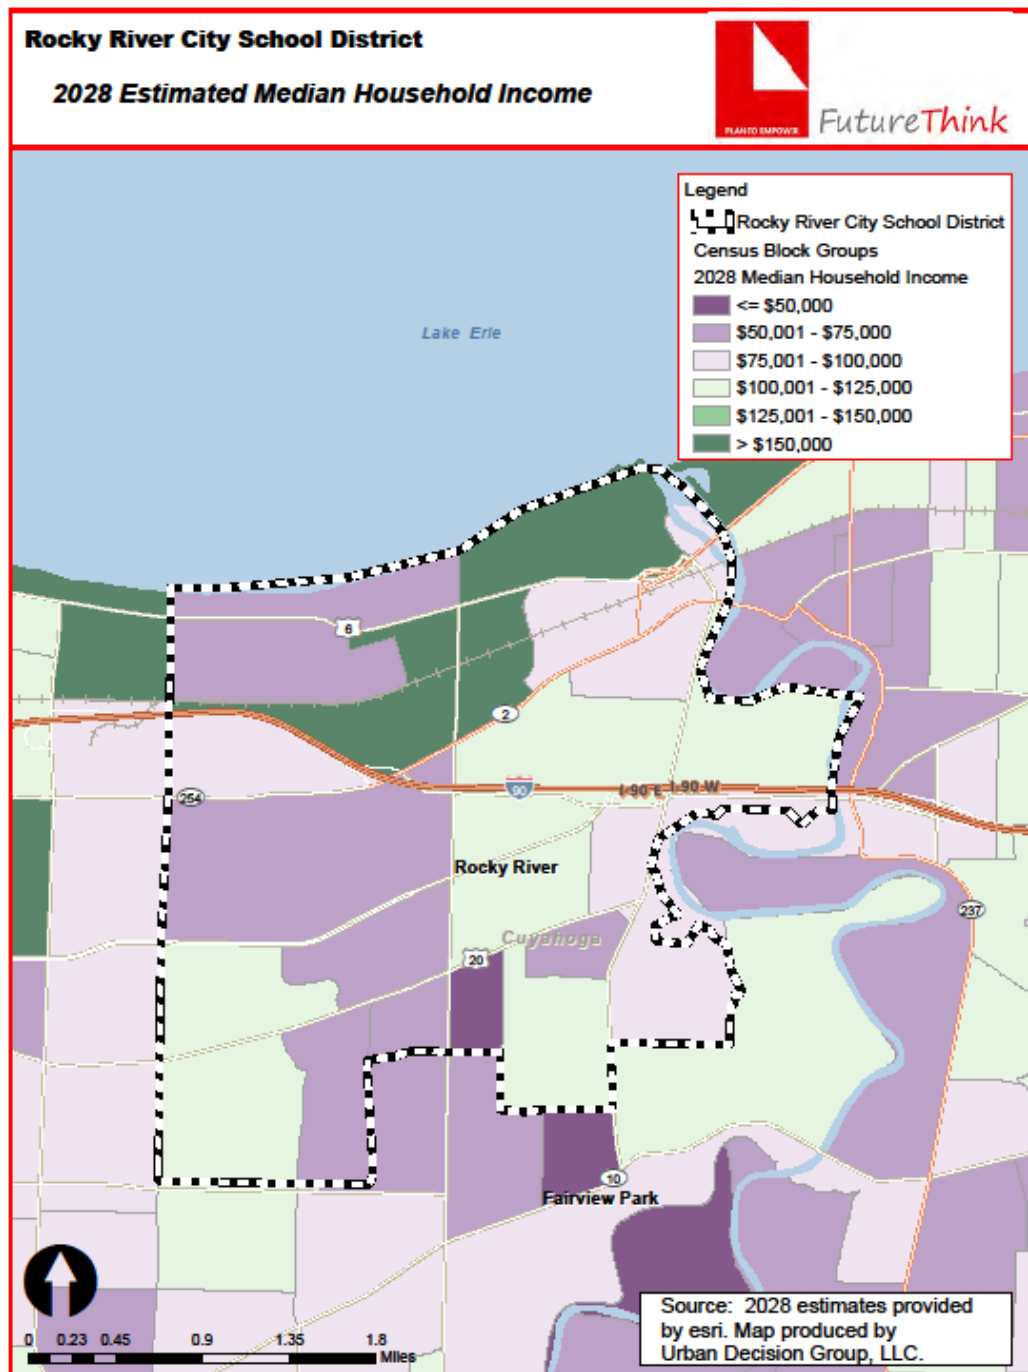 Rocky River City School District
2028 Estimated Median Household Income
PLAN TO EMPOWER
FutureThink
Legend
Rocky River City School District
Census Block Groups
2028 Median Household Income
<= $50,000
$50,001 - $75,000
$75,001 - $100,000
$100,001 - $125,000
$125,001 - $150,000
> $150,000
Lake Erie
6
2
254
90
I-90 E
I-90 W
Rocky River
237
Cuyahoga
20
10
Fairview Park
0 0.23 0.45 0.9 1.35 1.8
Miles
Source: 2028 estimates provided
by esri. Map produced by
Urban Decision Group, LLC.